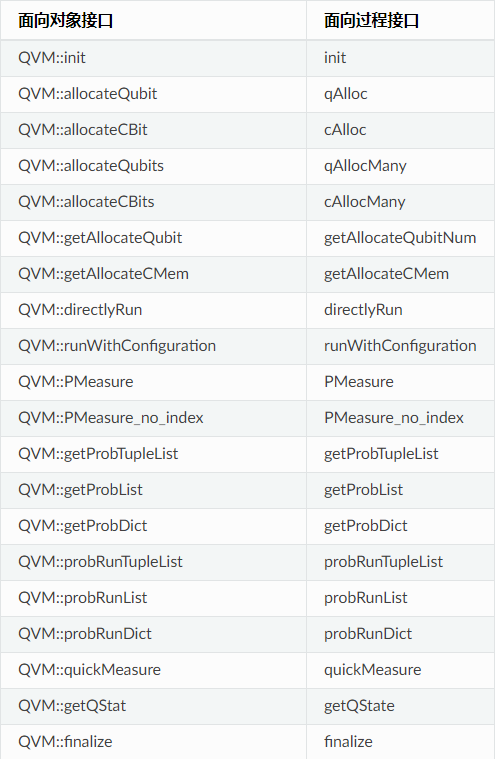 面向对象接口 面向过程接口
QVM::init init
QVM::allocateQubit qAlloc
QVM::allocateCBit cAlloc
QVM::allocateQubits qAllocMany
QVM::allocateCBits cAllocMany
QVM::getAllocateQubit getAllocateQubitNum
QVM::getAllocateCMem getAllocateCMem
QVM::directlyRun directlyRun
QVM::runWithConfiguration runWithConfiguration
QVM::PMeasure PMeasure
QVM::PMeasure_no_index PMeasure_no_index
QVM::getProbTupleList getProbTupleList
QVM::getProbList getProbList
QVM::getProbDict getProbDict
QVM::probRunTupleList probRunTupleList
QVM::probRunList probRunList
QVM::probRunDict probRunDict
QVM::quickMeasure quickMeasure
QVM::getQStat getQState
QVM::finalize finalize